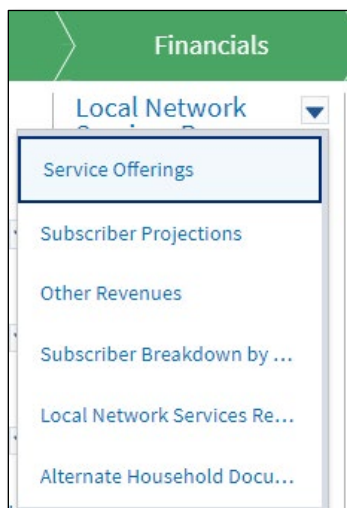 Financials
Local Network
Service Offerings
Subscriber Projections
Other Revenues
Subscriber Breakdown by ...
Local Network Services Re...
Alternate Household Docu...